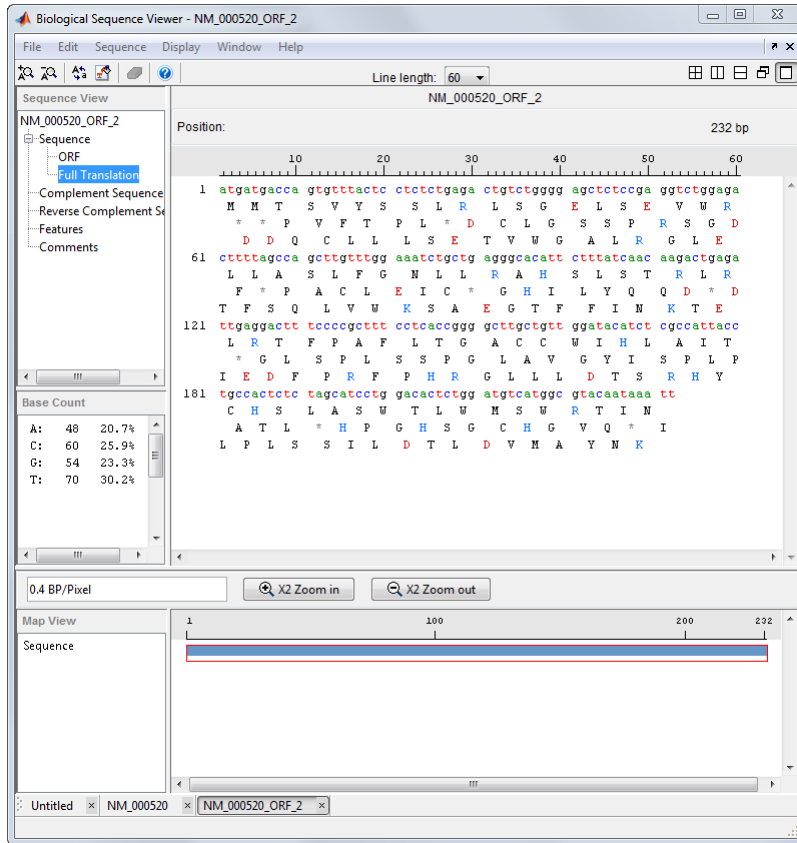 Biological Sequence Viewer - NM_000520_ORF_2
File Edit Sequence Display Window Help
Line length: 60
Sequence View
NM_000520_ORF_2
Sequence
ORF
Full Translation
Complement Sequence
Reverse Complement Se
Features
Comments
Base Count
A: 48 20.7%
C: 60 25.9%
G: 54 23.3%
T: 70 30.2%
NM_000520_ORF_2
Position: 232 bp
10 20 30 40 50 60
1 atgatgacca gtgtttactc cctctctgag actgtctgggg agctctccga ggtctggaga
M M T S V Y S S L R L S G E L S E V W R
* * P V F T P L * D C L G S S P R S G D
D D Q C L L L S E T V W G A L R G L E
61 cttttagcca gcttgtttgg aaatctgctg agggcacatt ctttatcaac aagactgaga
L L A S L F G N L L R A H S L S T R L R
F * P A C L E I C * G H I L Y Q Q D * D
T F S Q L V W K S A E G T F F I N K T E
121 ttgaggactt tccccgcttt cctcaccggg gcttgctgtt ggatacatct cgccattacc
L R T F P A F L T G A C C W I H L A I T
* G L S P L S S P G L A V G Y I S P L P
I E D F P R F P H R G L L L D T S R H Y
181 tgccactctc tagcatcctg gacactctgg atgtcatggc gtacaataaa tt
C H S L A S W T L W M S W R T I N
A T L * H P G H S G C H G V Q * I
L P L S S I L D T L D V M A Y N K
0.4 BP/Pixel
X2 Zoom in
X2 Zoom out
Map View
Sequence
1 100 200 232
Untitled NM_000520 NM_000520_ORF_2